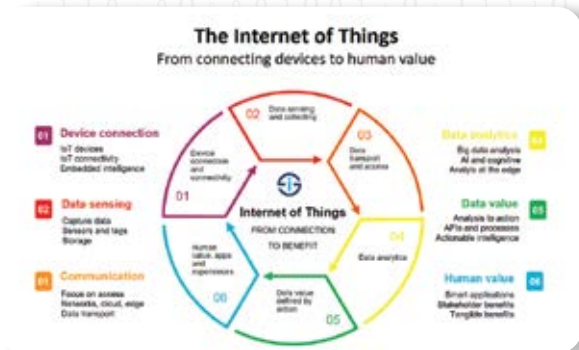 The Internet of Things
From connecting devices to human value
01 Device connection
IoT devices
IoT connectivity
Embedded intelligence
02 Data sensing
Capture data
Sensors and tags
Storage
01 Communication
Focus on access
Networks, cloud, edge
Data transport
Device
connection
and
connectivity
01
02
Data sensing
and collecting
03
Data
transport
and access
04
Data analytics
Data value
defined by
action
05
Human
value, apps
and
experiences
06
Internet of Things
FROM CONNECTION
TO BENEFIT
Data analytics
Big data analysis
AI and cognitive
Analysis at the edge
Data value 05
Analysis to action
APIs and processes
Actionable intelligence
Human value 06
Smart applications
Stakeholder benefits
Tangible benefits